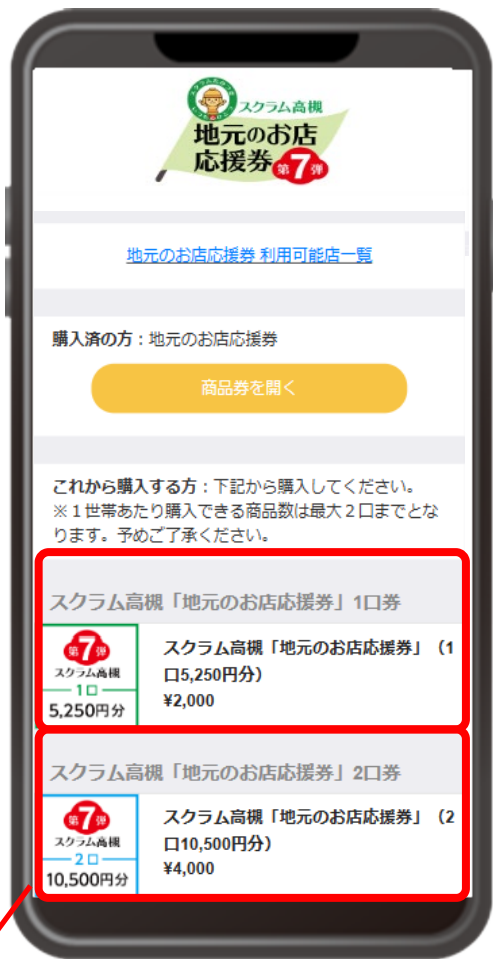 スクラム高槻
地元のお店
応援券 第7弾
地元のお店応援券 利用可能店一覧
購入済の方：地元のお店応援券
商品券を開く
これから購入する方：下記から購入してください。
※１世帯あたり購入できる商品数は最大２口までとな
ります。予めご了承ください。
スクラム高槻「地元のお店応援券」1口券
第7弾
スクラム高槻
1口
5,250円分
スクラム高槻「地元のお店応援券」（1
口5,250円分）
¥2,000
スクラム高槻「地元のお店応援券」2口券
第7弾
スクラム高槻
2口
10,500円分
スクラム高槻「地元のお店応援券」（2
口10,500円分）
¥4,000